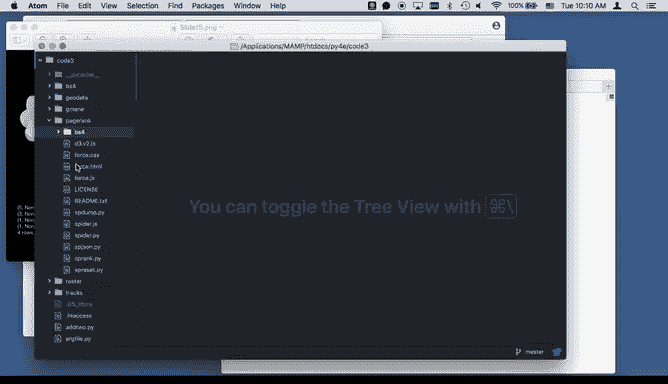 Atom File Edit View Selection Find Packages Window Help 100% Tue 10:10 AM
Slide15.png
/Applications/MAMP/htdocs/py4e/code3
code3
__pycache__
bs4
geodata
gmane
pagerank
bs4
d3.v2.js
force.css
force.html
force.js
LICENSE
README.txt
spdump.py
spider.js
spider.py
spjson.py
sprank.py
spreset.py
roster
tracks
.DS_Store
.htaccess
addtwo.py
argfile.py
You can toggle the Tree View with ⌘\
master
4 rows